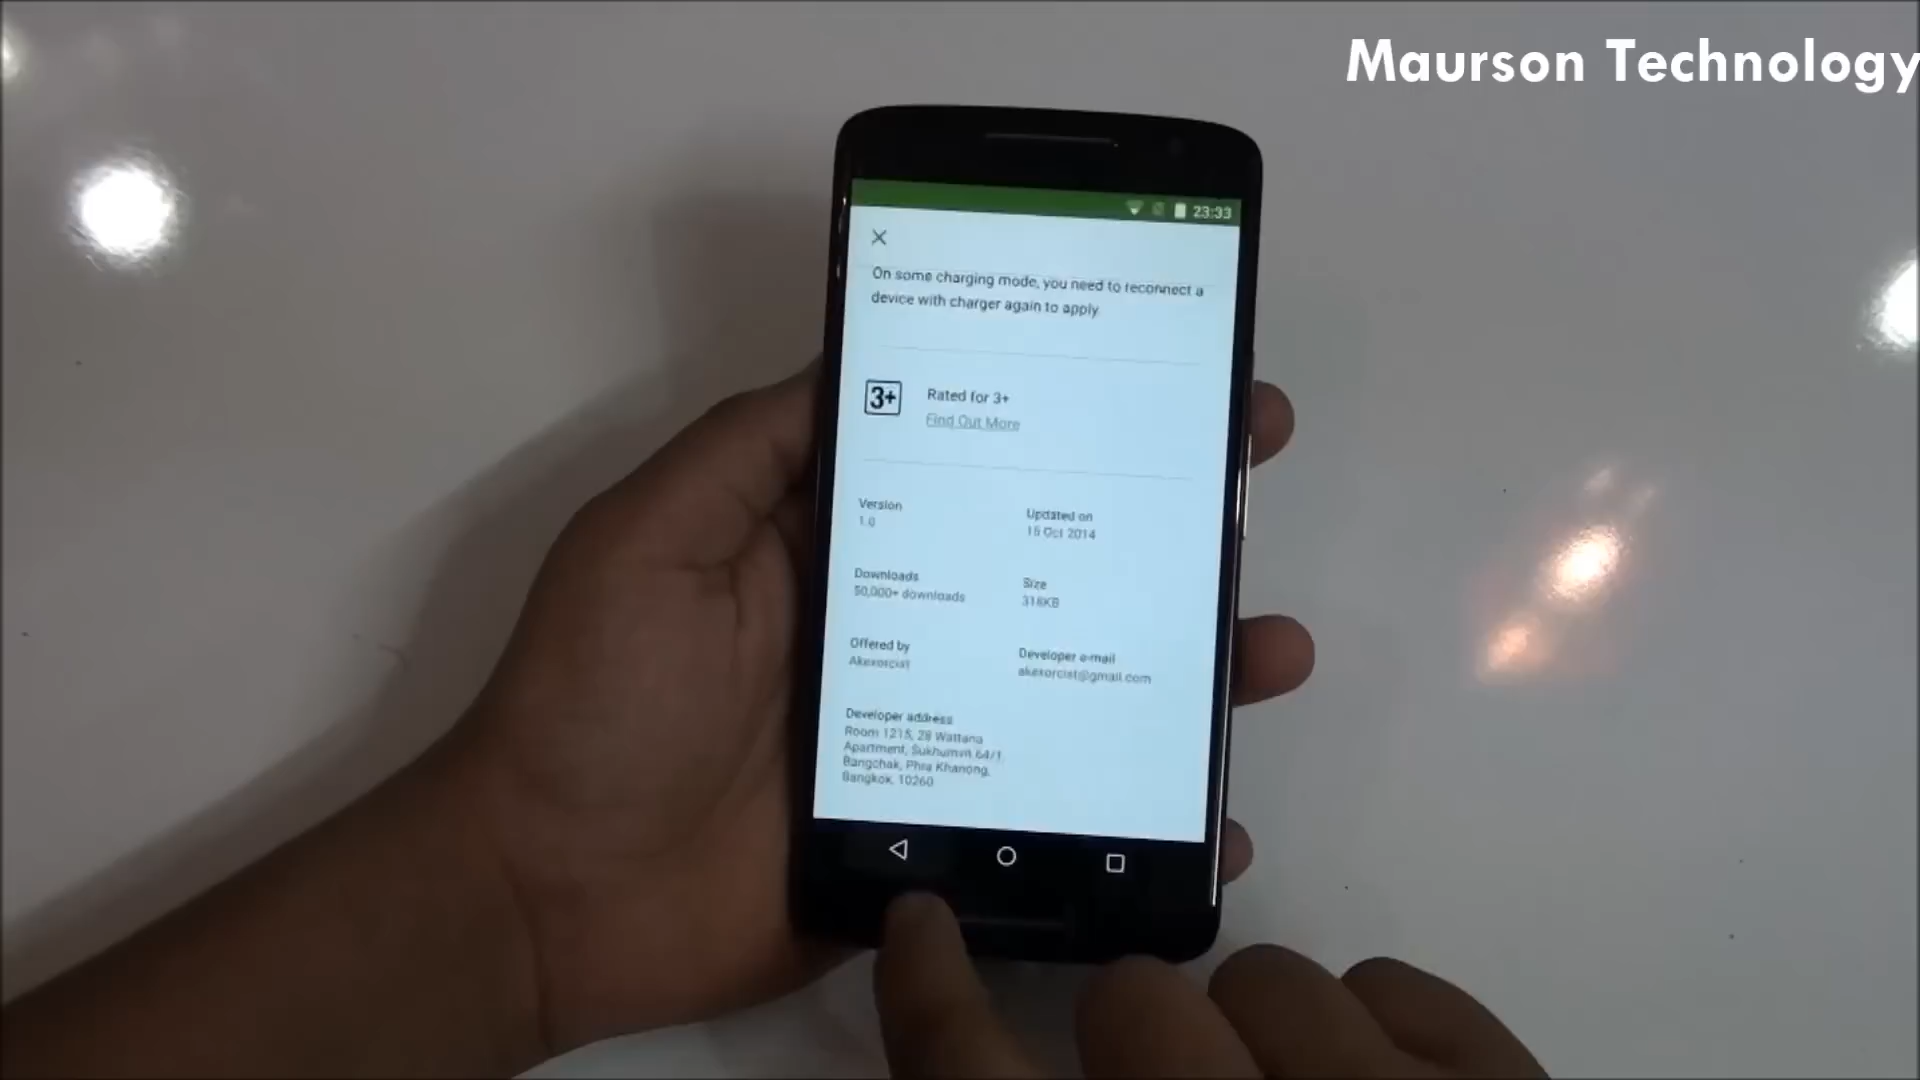 Maurson Technology
23:33
On some charging mode, you need to reconnect a
device with charger again to apply.
3+
Rated for 3+
Find Out More
Version
1.0
Updated on
15 Oct 2014
Downloads
50,000+ downloads
Size
316KB
Offered by
Akexorcist
Developer e-mail
akexorcist@gmail.com
Developer address
Room 1215, 28 Wattana
Apartment, Sukhumvit 64/1,
Bangchak, Phra Khanong,
Bangkok, 10260